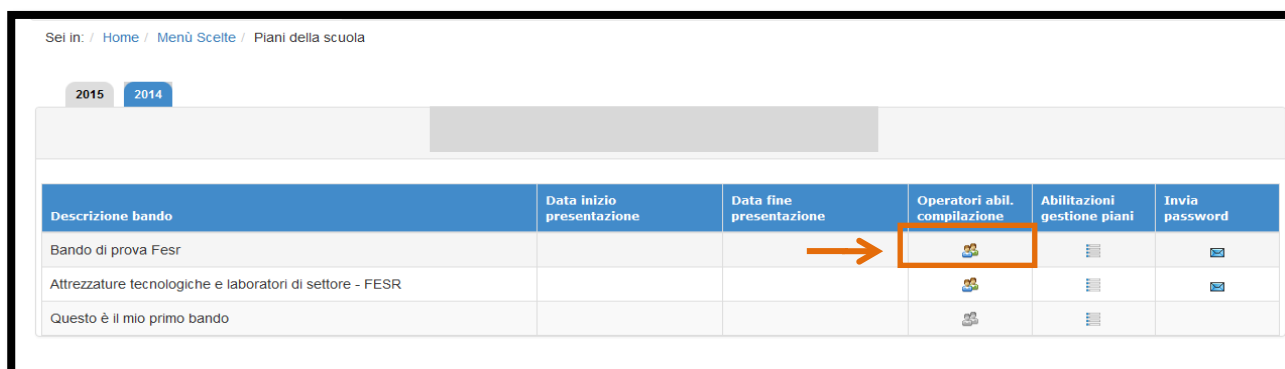 Sei in: / Home / Menù Scelte / Piani della scuola
2015 2014
Descrizione bando Data inizio presentazione Data fine presentazione Operatori abil. compilazione Abilitazioni gestione piani Invia password
Bando di prova Fesr
Attrezzature tecnologiche e laboratori di settore - FESR
Questo è il mio primo bando